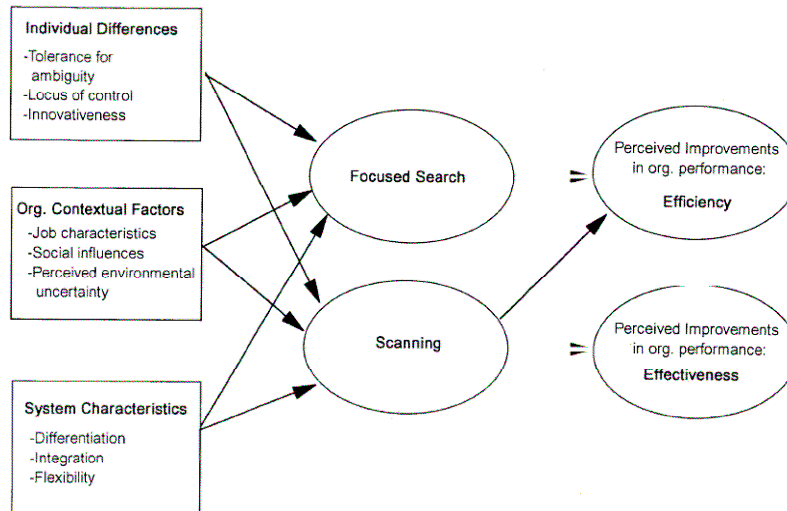 Individual Differences
-Tolerance for
ambiguity
-Locus of control
-Innovativeness
Org. Contextual Factors
-Job characteristics
-Social influences
-Perceived environmental
uncertainty
System Characteristics
-Differentiation
-Integration
-Flexibility
Focused Search
Scanning
Perceived Improvements
in org. performance:
Efficiency
Perceived Improvements
in org. performance:
Effectiveness